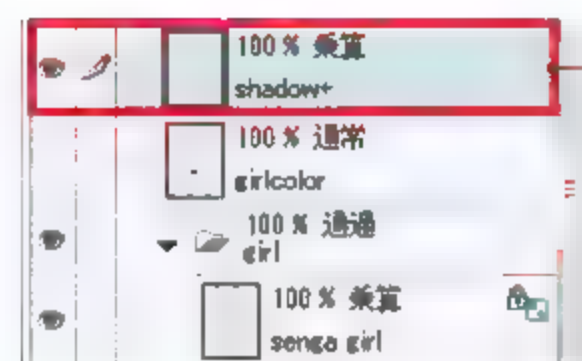 100 % 乗算
shadow+
100 % 通常
girlcolor
100 % 通過
girl
100 % 乗算
senga girl